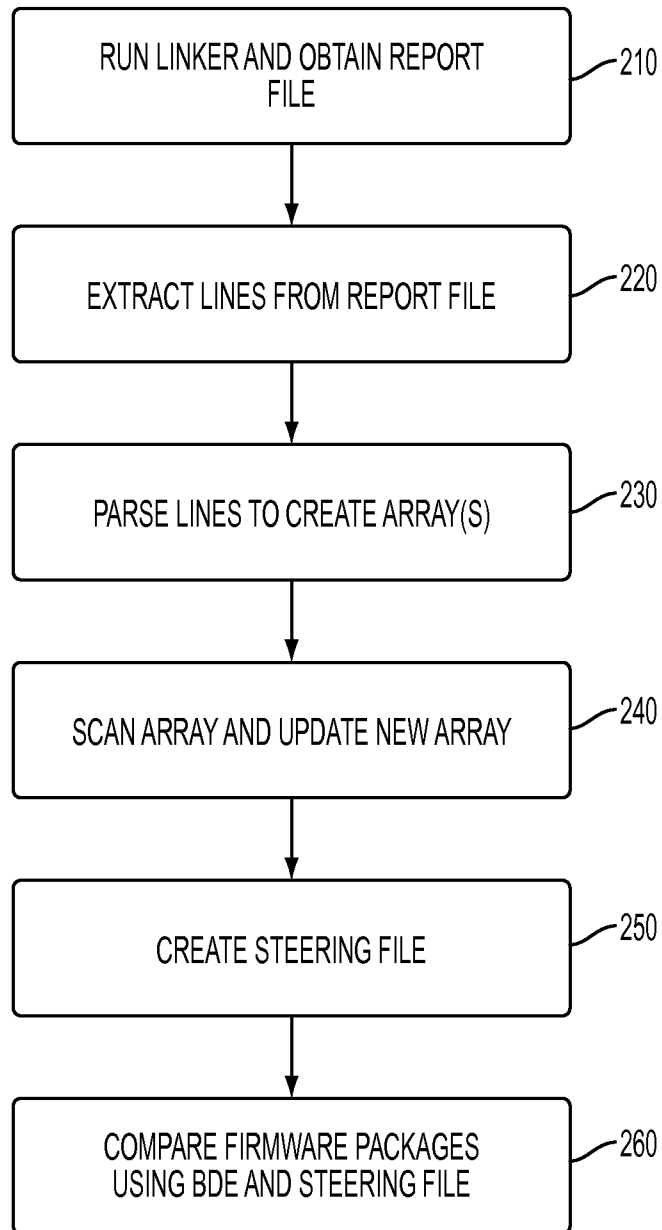 RUN LINKER AND OBTAIN REPORT
FILE
210
EXTRACT LINES FROM REPORT FILE
220
PARSE LINES TO CREATE ARRAY(S)
230
SCAN ARRAY AND UPDATE NEW ARRAY
240
CREATE STEERING FILE
250
COMPARE FIRMWARE PACKAGES
USING BDE AND STEERING FILE
260